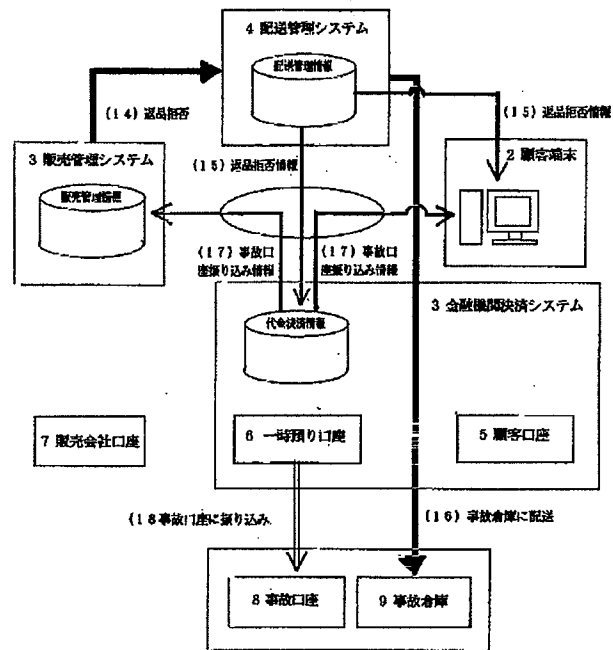 4 配送管理システム
配送管理情報
(14)返品拒否
(15)返品拒否情報
3 販売管理システム
(15)返品拒否情報
2 顧客端末
販売管理情報
(17)事故口
座振り込み情報
(17)事故口
座振り込み情報
3 金融機関決済システム
代金決済情報
7 販売会社口座
6 一時預り口座
5 顧客口座
(18事故口座に振り込み
(16)事故倉庫に配送
8 事故口座
9 事故倉庫